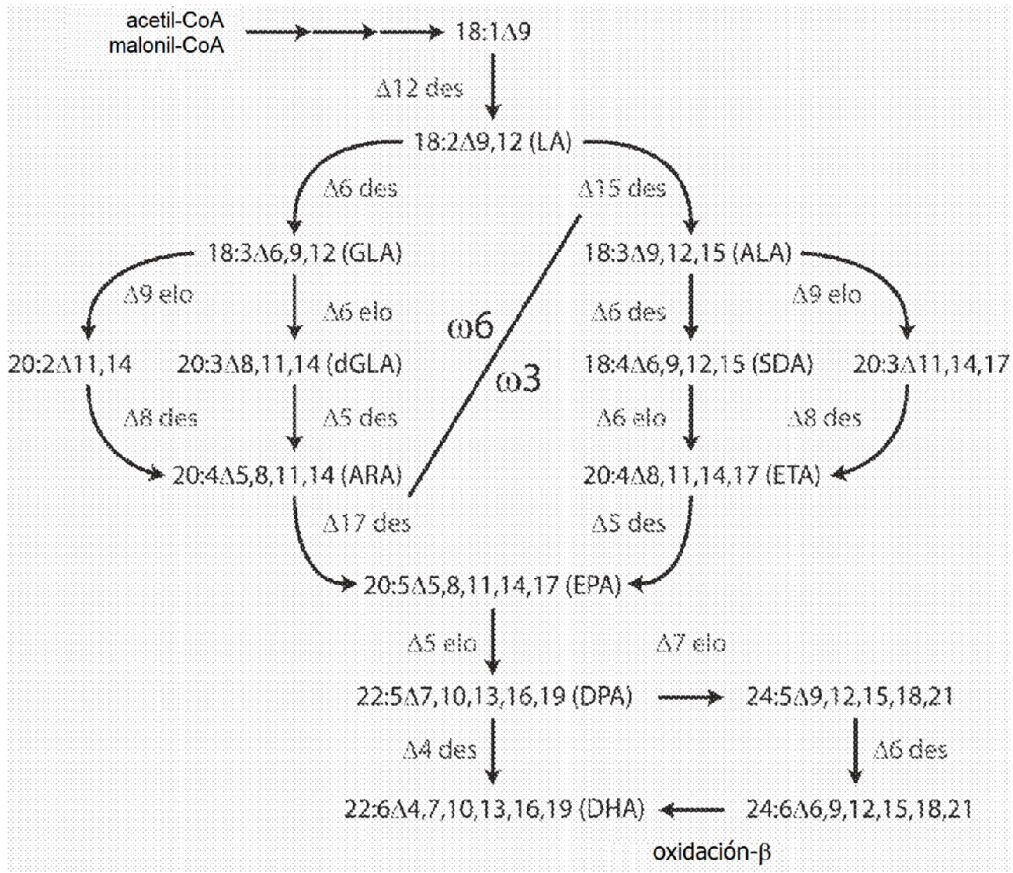 acetil-CoA
malonil-CoA
18:1Δ9
Δ12 des
18:2Δ9,12 (LA)
Δ6 des
Δ15 des
18:3Δ6,9,12 (GLA)
18:3Δ9,12,15 (ALA)
Δ9 elo
Δ6 elo
Δ6 des
Δ9 elo
ω6
ω3
20:2Δ11,14
20:3Δ8,11,14 (dGLA)
18:4Δ6,9,12,15 (SDA)
20:3Δ11,14,17
Δ8 des
Δ5 des
Δ6 elo
Δ8 des
20:4Δ5,8,11,14 (ARA)
20:4Δ8,11,14,17 (ETA)
Δ17 des
Δ5 des
20:5Δ5,8,11,14,17 (EPA)
Δ5 elo
Δ7 elo
22:5Δ7,10,13,16,19 (DPA)
24:5Δ9,12,15,18,21
Δ4 des
Δ6 des
22:6Δ4,7,10,13,16,19 (DHA)
24:6Δ6,9,12,15,18,21
oxidación-β